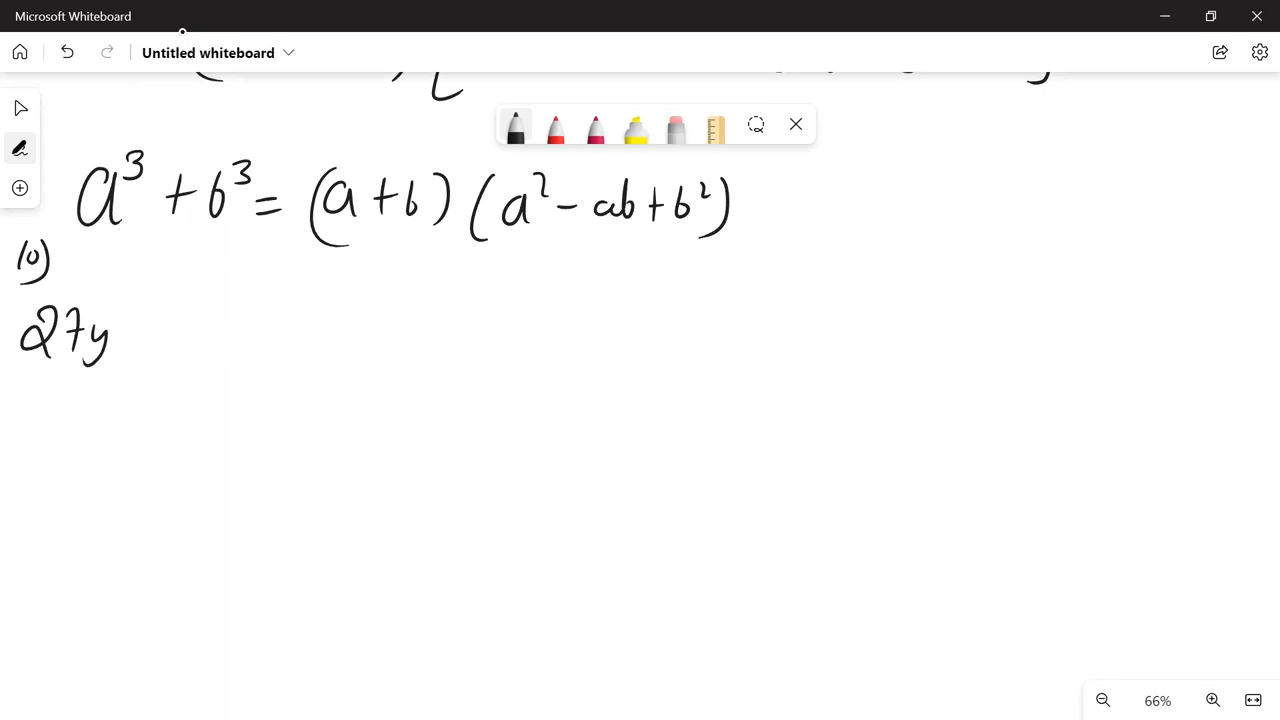 Microsoft Whiteboard
Untitled whiteboard
a³ + b³ = (a + b) (a² - ab + b²)
10)
27y
66%